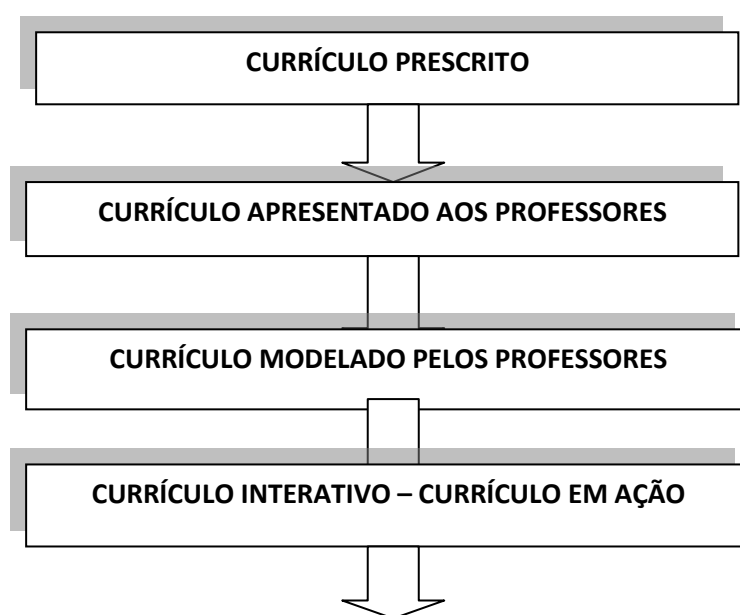 CURRÍCULO PRESCRITO
CURRÍCULO APRESENTADO AOS PROFESSORES
CURRÍCULO MODELADO PELOS PROFESSORES
CURRÍCULO INTERATIVO – CURRÍCULO EM AÇÃO